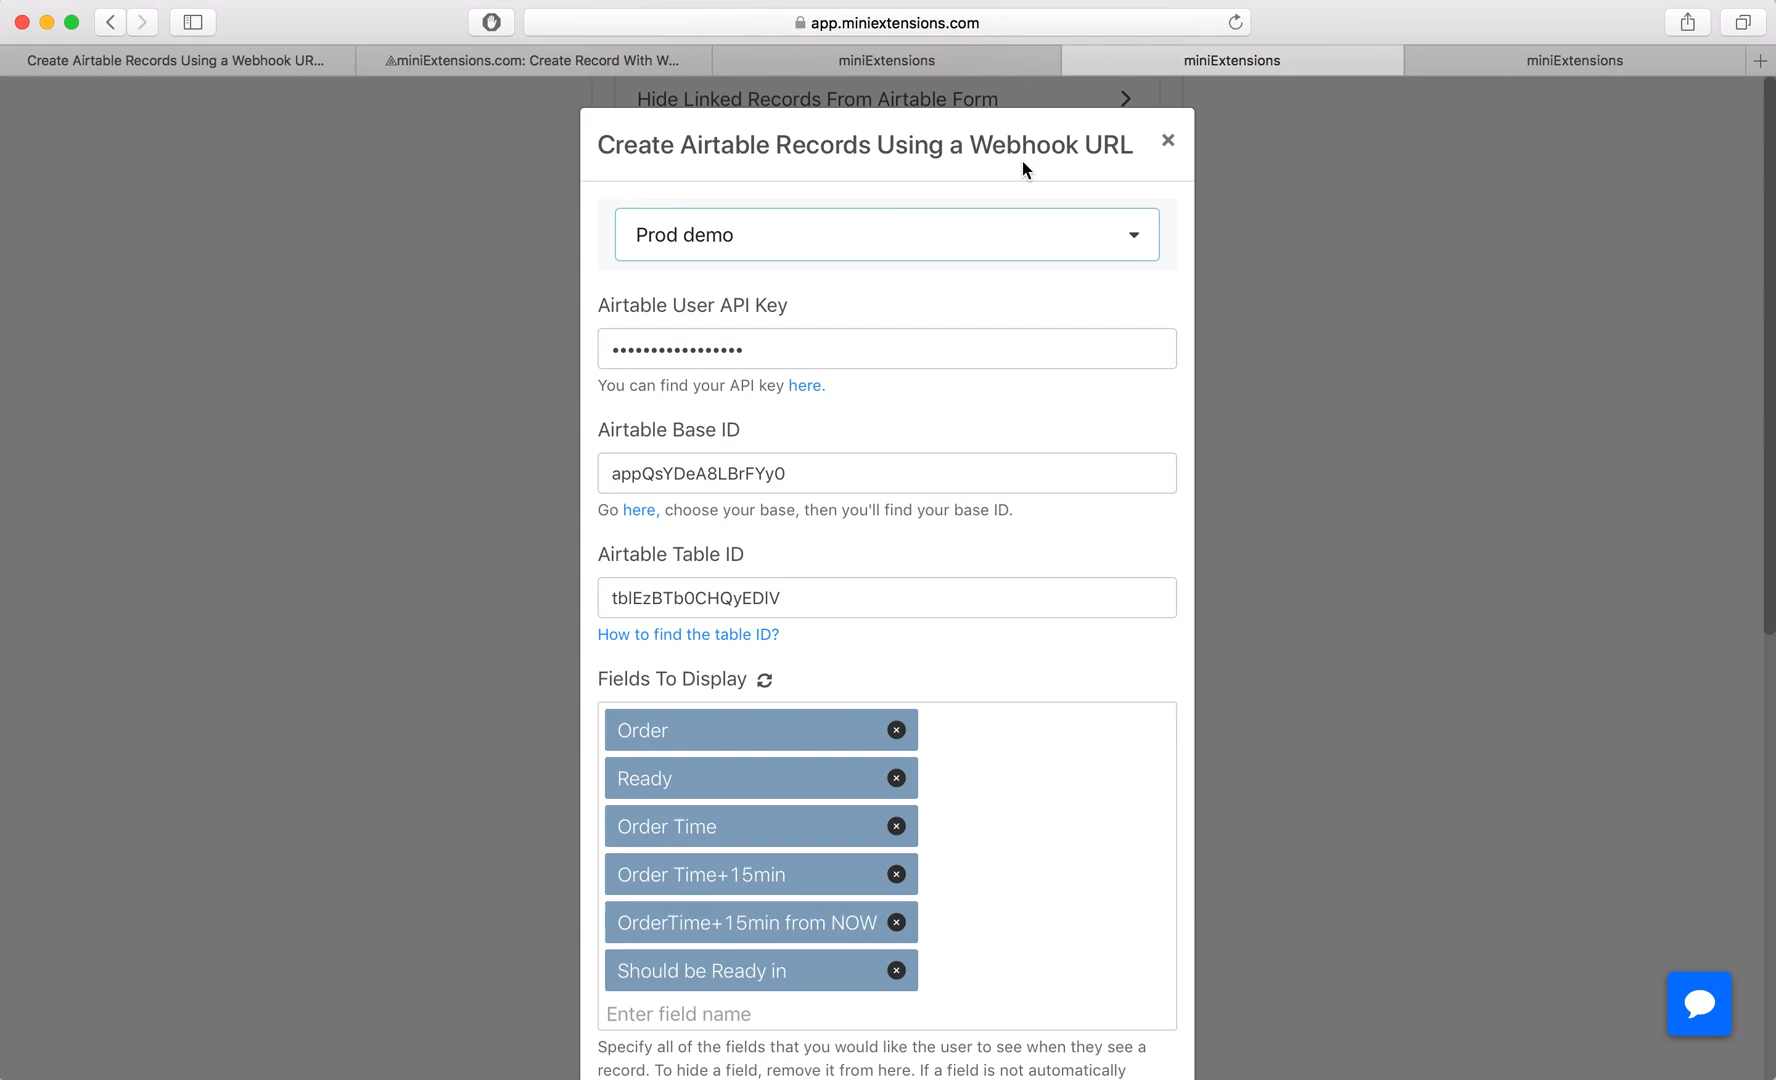 app.miniextensions.com
Create Airtable Records Using a Webhook UR...
miniExtensions.com: Create Record With W...
miniExtensions
miniExtensions
miniExtensions
Hide Linked Records From Airtable Form
Create Airtable Records Using a Webhook URL
Prod demo
Airtable User API Key
You can find your API key here.
Airtable Base ID
appQsYDeA8LBrFYy0
Go here, choose your base, then you'll find your base ID.
Airtable Table ID
tblEzBTb0CHQyEDlV
How to find the table ID?
Fields To Display
Order
Ready
Order Time
Order Time+15min
OrderTime+15min from NOW
Should be Ready in
Enter field name
Specify all of the fields that you would like the user to see when they see a
record. To hide a field, remove it from here. If a field is not automatically